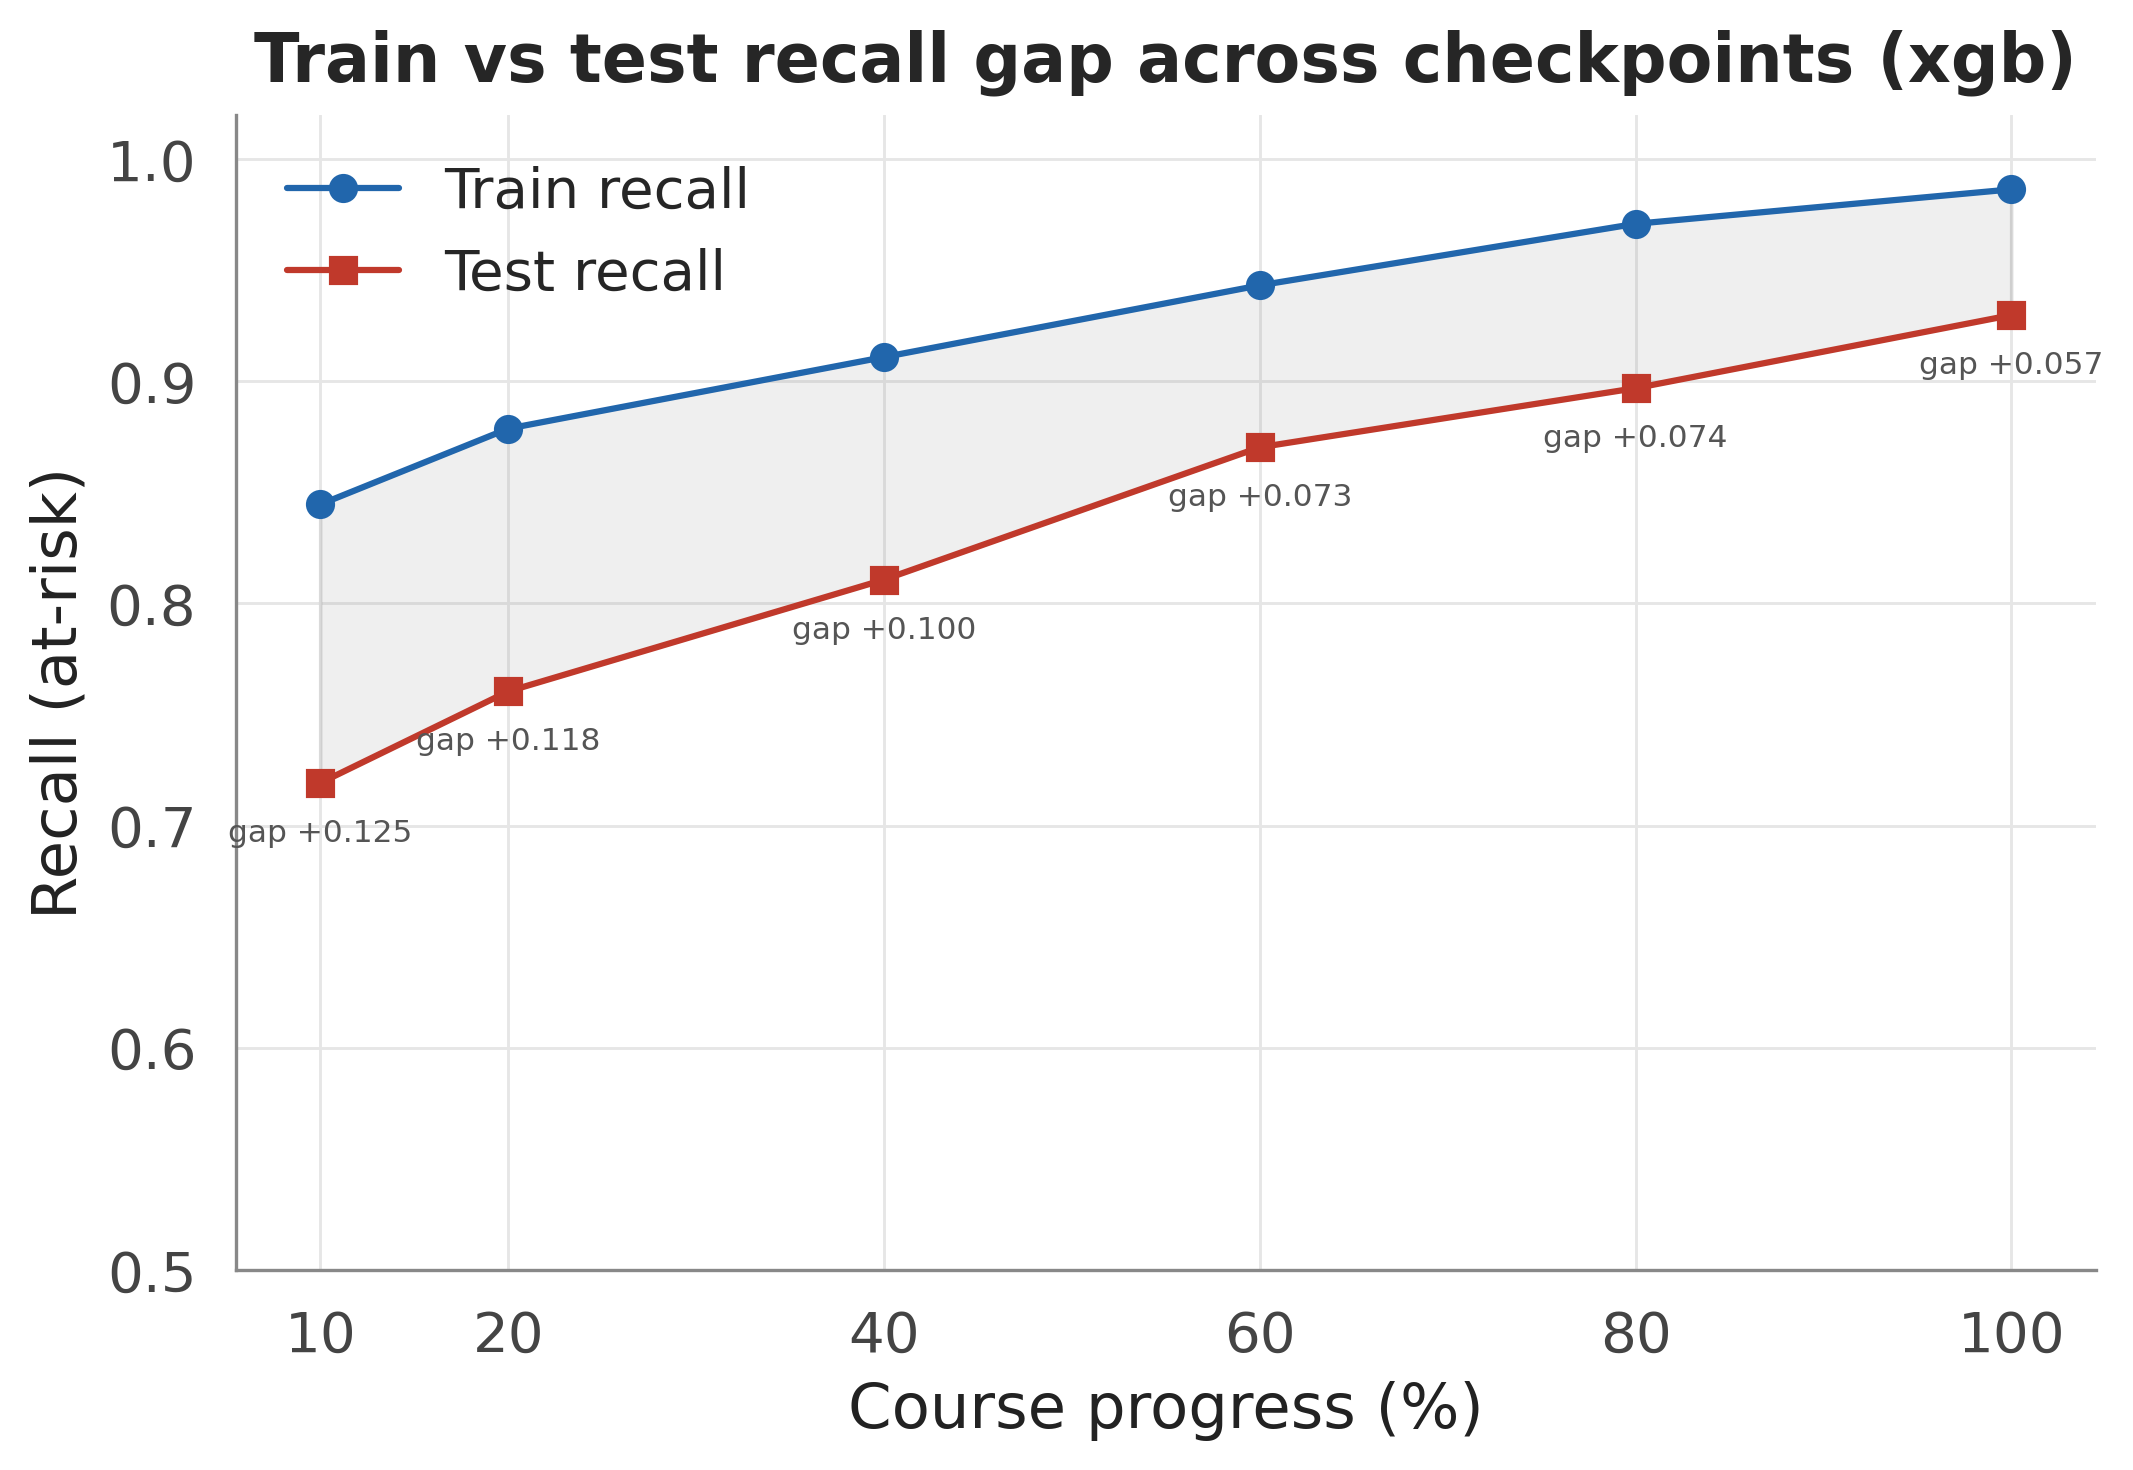 Train vs test recall gap across checkpoints (xgb)
Train recall
Test recall
Recall (at-risk)
1.0
0.9
0.8
0.7
0.6
0.5
gap +0.125
gap +0.118
gap +0.100
gap +0.073
gap +0.074
gap +0.057
10 20 40 60 80 100
Course progress (%)